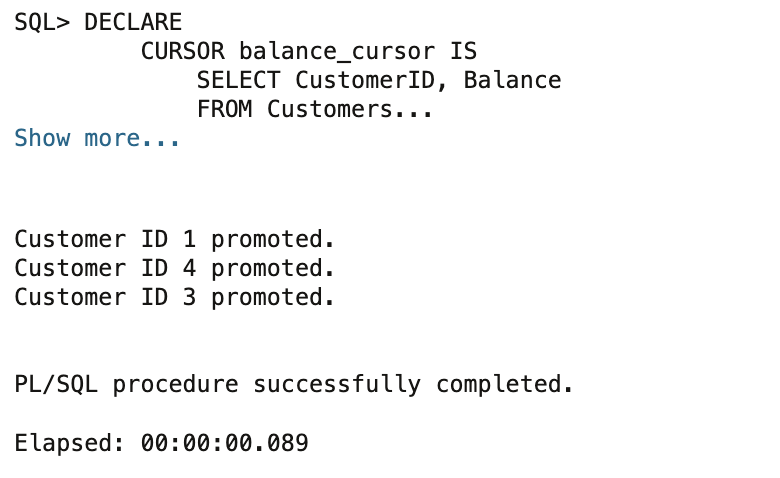 SQL> DECLARE
         CURSOR balance_cursor IS
             SELECT CustomerID, Balance
             FROM Customers...
Show more...
Customer ID 1 promoted.
Customer ID 4 promoted.
Customer ID 3 promoted.
PL/SQL procedure successfully completed.
Elapsed: 00:00:00.089